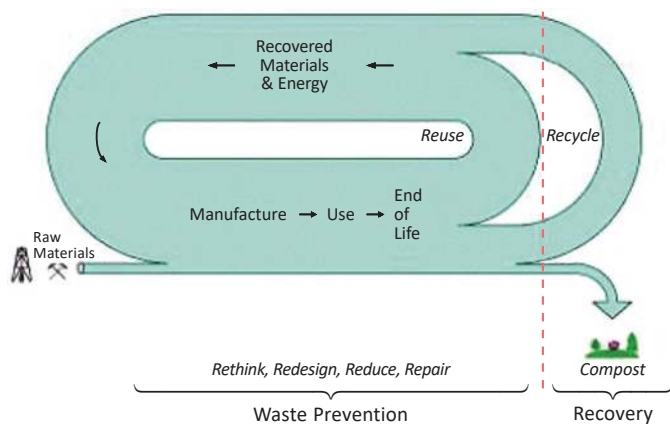 Recovered
Materials
& Energy
Reuse
Recycle
Manufacture
Use
End
of
Life
Raw
Materials
Rethink, Redesign, Reduce, Repair
Compost
Waste Prevention
Recovery